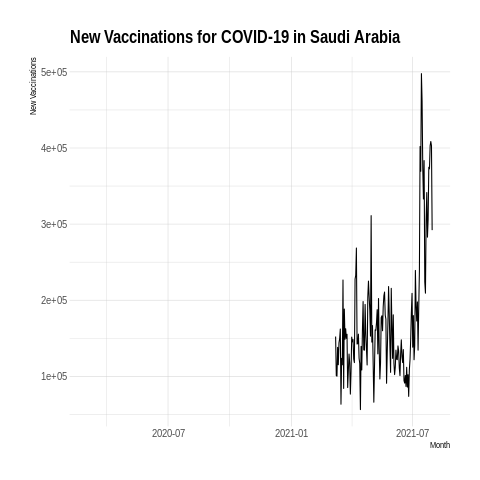 New Vaccinations for COVID-19 in Saudi Arabia
New Vaccinations
5e+05
4e+05
3e+05
2e+05
1e+05
2020-07
2021-01
2021-07
Month